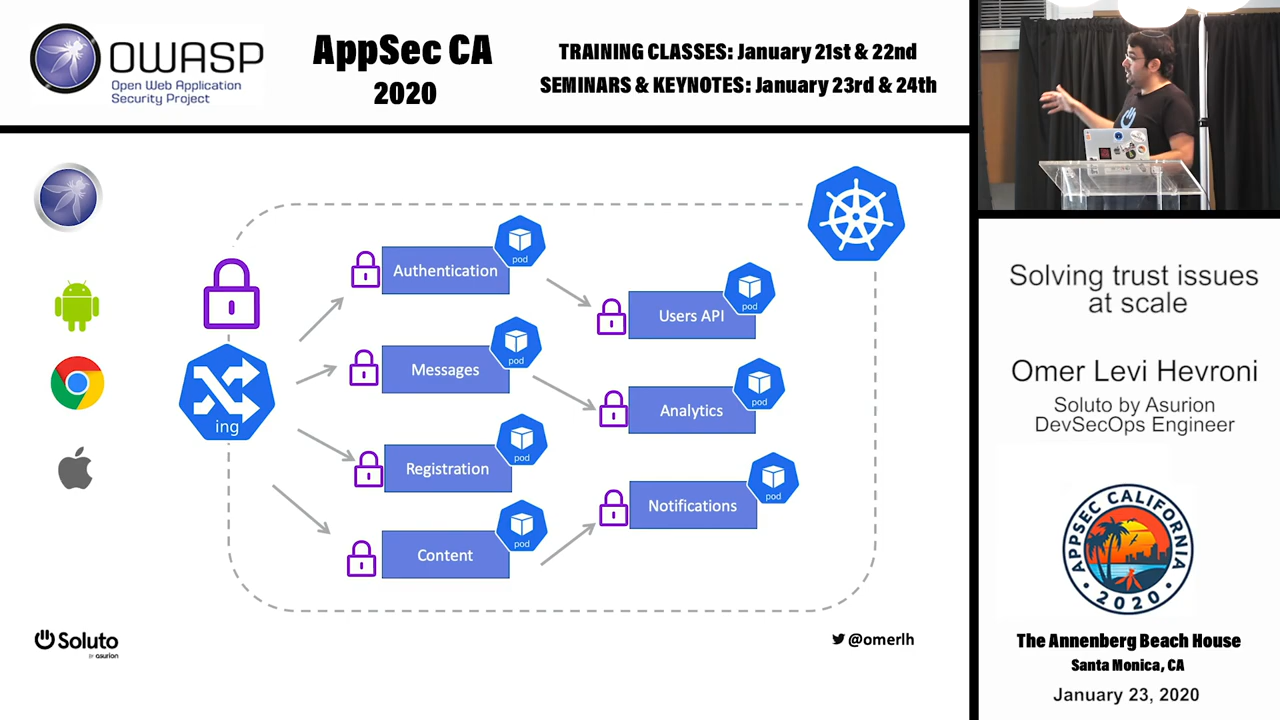 OWASP
Open Web Application
Security Project
AppSec CA
2020
TRAINING CLASSES: January 21st & 22nd
SEMINARS & KEYNOTES: January 23rd & 24th
Authentication
pod
Users API
pod
Messages
pod
Analytics
pod
ing
Registration
pod
Notifications
pod
Content
pod
Soluto
BY asurion
@omerlh
Solving trust issues
at scale
Omer Levi Hevroni
Soluto by Asurion
DevSecOps Engineer
APPSEC CALIFORNIA
2020
The Annenberg Beach House
Santa Monica, CA
January 23, 2020